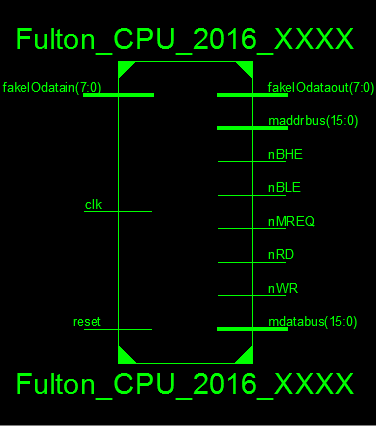 Fulton_CPU_2016_XXXX
fakeIOdatain(7:0) fakeIOdataout(7:0)
maddrbus(15:0)
nBHE
nBLE
clk
nMREQ
nRD
nWR
reset mdatabus(15:0)
Fulton_CPU_2016_XXXX